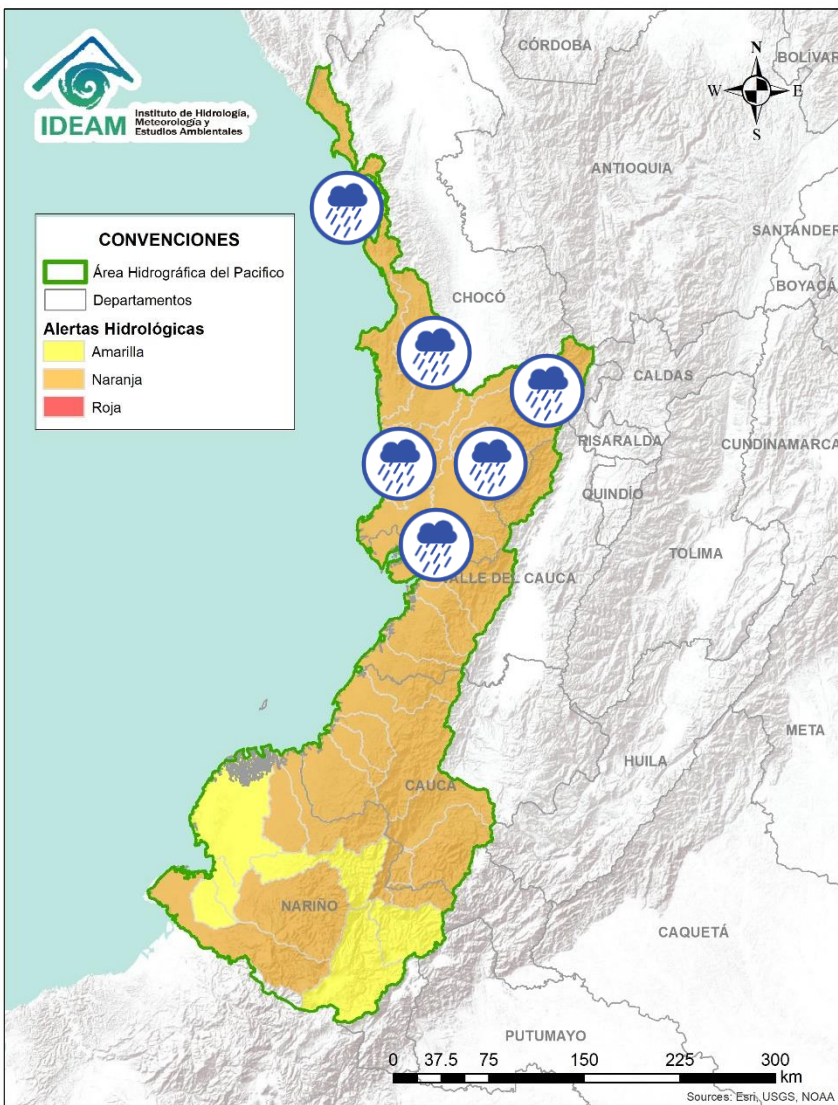 IDEAM
Instituto de Hidrología,
Meteorología y
Estudios Ambientales
N
W
E
S
CÓRDOBA
BOLÍVAR
ANTIOQUIA
SANTANDER
BOYACÁ
CONVENCIONES
Área Hidrográfica del Pacifico
Departamentos
Alertas Hidrológicas
Amarilla
Naranja
Roja
CHOCÓ
CALDAS
RISARALDA
CUNDINAMARCA
QUINDÍO
TOLIMA
VALLE DEL CAUCA
META
HUILA
CAUCA
NARIÑO
CAQUETÁ
PUTUMAYO
0 37.5 75 150 225 300
km
Sources: Esri, USGS, NOAA